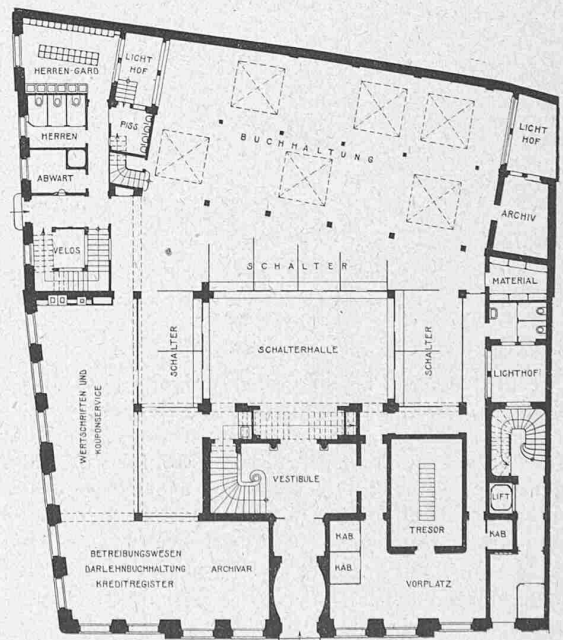 LICHT
HOF
HERREN-GARD
PISS.
HERREN
ABWART
VELOS
BUCHHALTUNG
LICHT
HOF
ARCHIV
MATERIAL
SCHALTER
SCHALTER
SCHALTERHALLE
SCHALTER
LICHTHOF
WERTSCHRIFTEN UND
KOUPONSERVICE
VESTIBULE
TRESOR
LIFT
KAB.
KAB.
KAB.
BETREIBUNGSWESEN
DARLEHNBUCHHALTUNG
KREDITREGISTER
ARCHIVAR
VORPLATZ